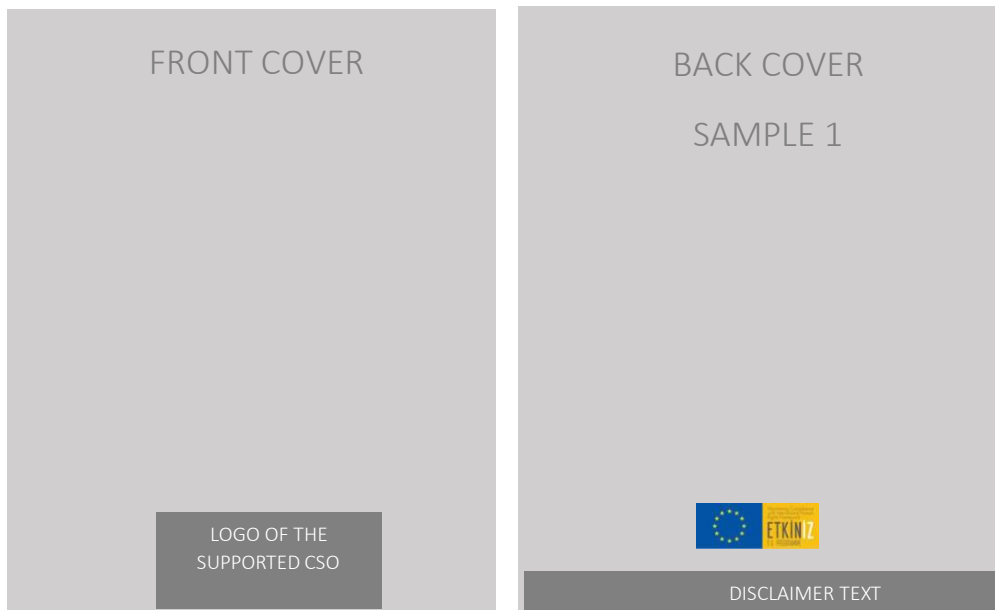 FRONT COVER
LOGO OF THE
SUPPORTED CSO
BACK COVER
SAMPLE 1
ETKİNİZ
DISCLAIMER TEXT